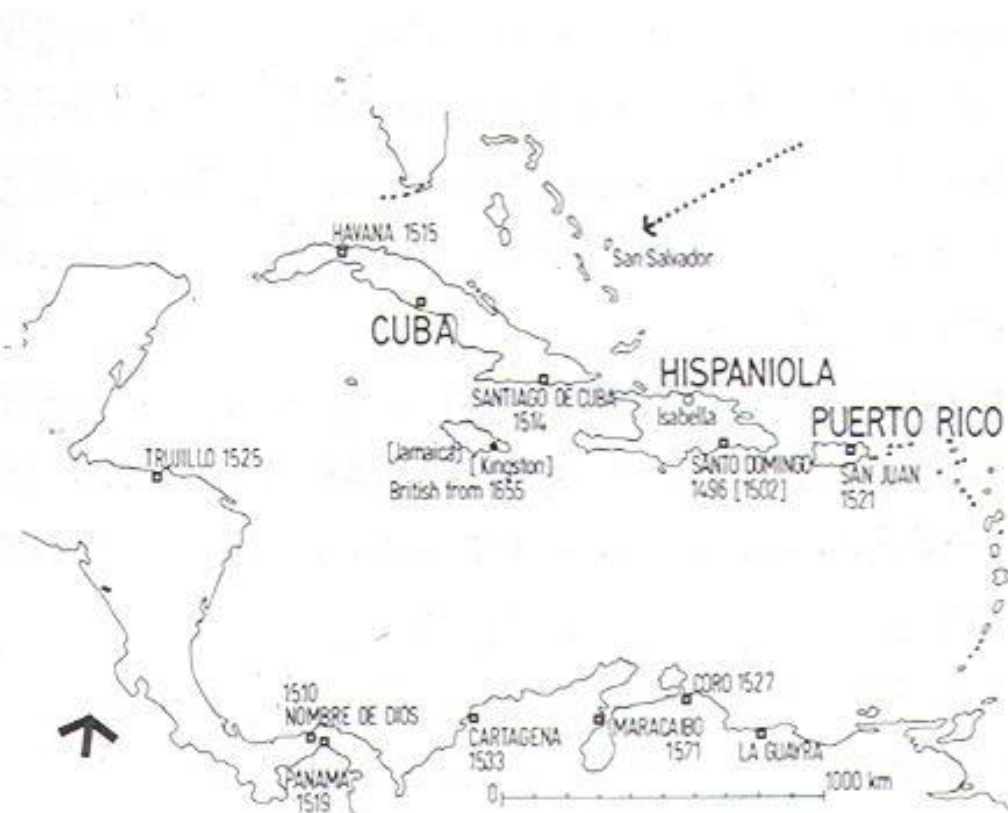 HAVANA 1515
San Salvador
CUBA
HISPANIOLA
SANTIAGO DE CUBA
1514
Isabella
PUERTO RICO
[Jamaica]
[Kingston]
British from 1655
TRUJILLO 1525
SANTO DOMINGO
1496 [1502]
SAN JUAN
1521
1510
NOMBRE DE DIOS
PANAMA
1519
CARTAGENA
1533
MARACAIBO
1571
CORO 1527
LA GUAYRA
0
1000 km